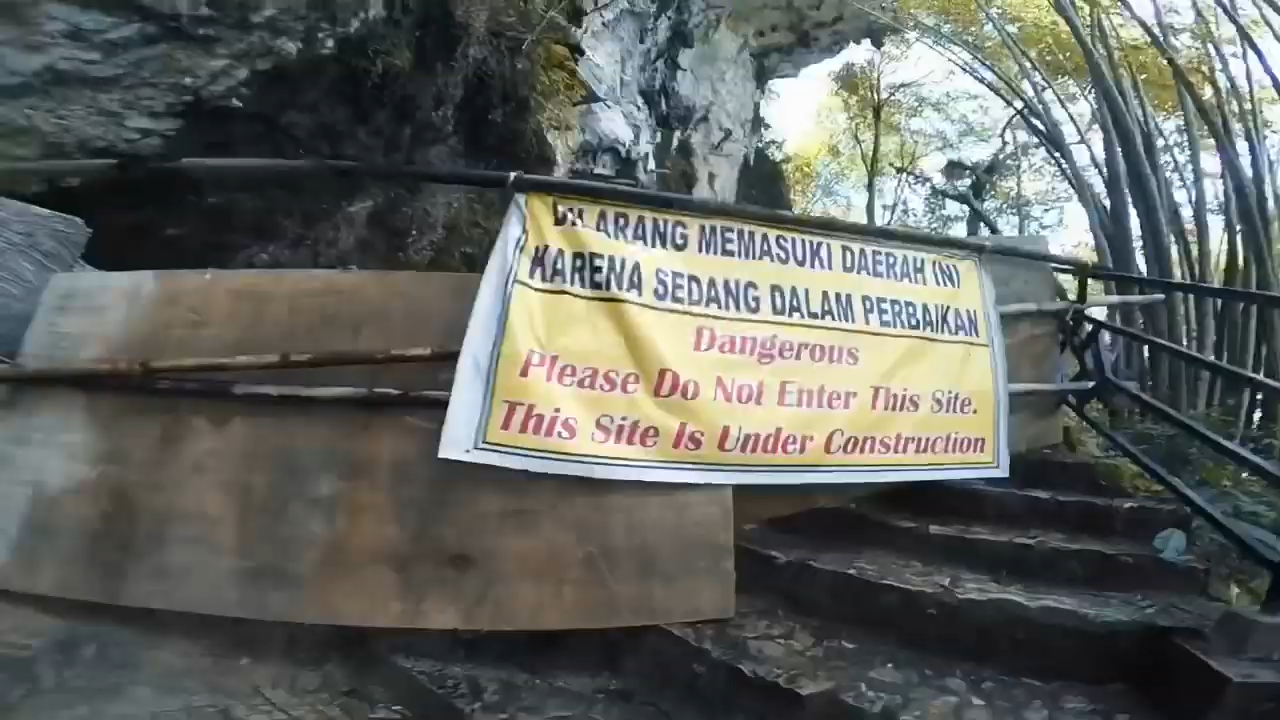 DILARANG MEMASUKI DAERAH INI
KARENA SEDANG DALAM PERBAIKAN
Dangerous
Please Do Not Enter This Site.
This Site Is Under Construction